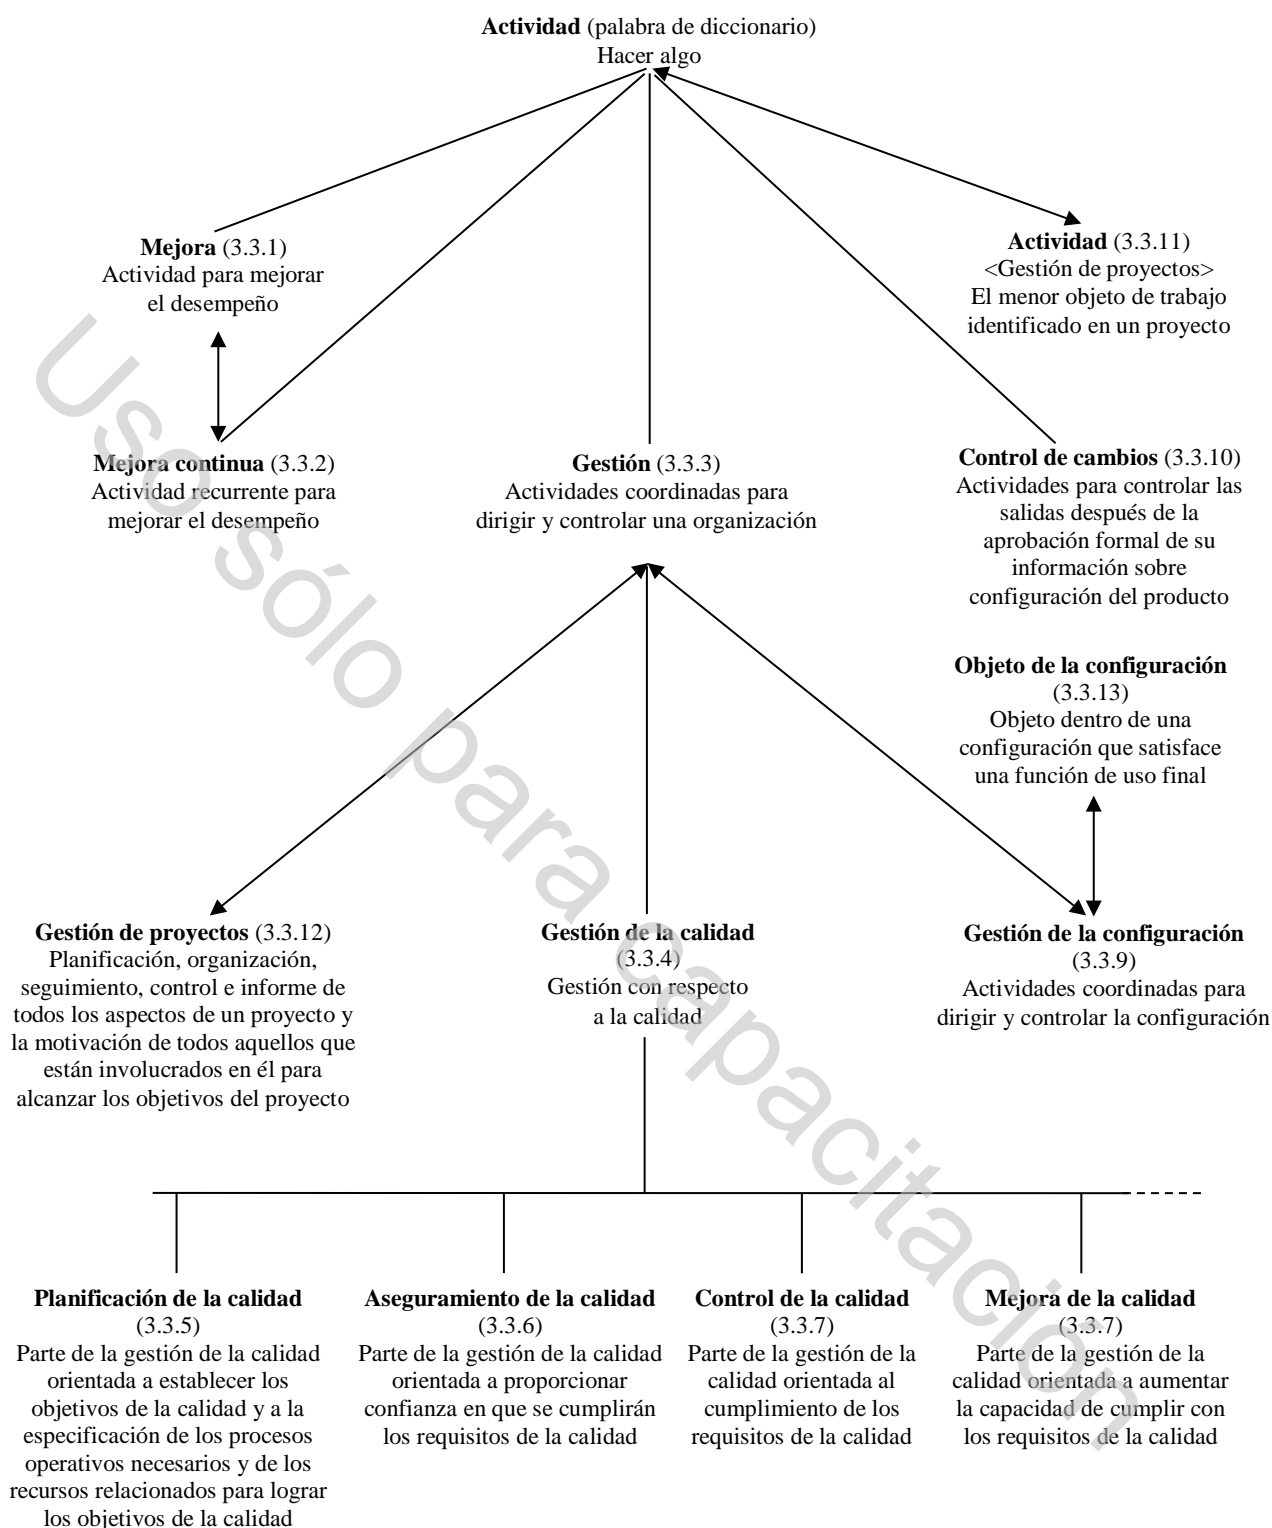 Actividad (palabra de diccionario)
Hacer algo
Mejora (3.3.1)
Actividad para mejorar
el desempeño
Actividad (3.3.11)
<Gestión de proyectos>
El menor objeto de trabajo
identificado en un proyecto
Mejora continua (3.3.2)
Actividad recurrente para
mejorar el desempeño
Gestión (3.3.3)
Actividades coordinadas para
dirigir y controlar una organización
Control de cambios (3.3.10)
Actividades para controlar las
salidas después de la
aprobación formal de su
información sobre
configuración del producto
Objeto de la configuración
(3.3.13)
Objeto dentro de una
configuración que satisface
una función de uso final
Gestión de proyectos (3.3.12)
Planificación, organización,
seguimiento, control e informe de
todos los aspectos de un proyecto y
la motivación de todos aquellos que
están involucrados en él para
alcanzar los objetivos del proyecto
Gestión de la calidad
(3.3.4)
Gestión con respecto
a la calidad
Gestión de la configuración
(3.3.9)
Actividades coordinadas para
dirigir y controlar la configuración
Planificación de la calidad
(3.3.5)
Parte de la gestión de la calidad
orientada a establecer los
objetivos de la calidad y a la
especificación de los procesos
operativos necesarios y de los
recursos relacionados para lograr
los objetivos de la calidad
Aseguramiento de la calidad
(3.3.6)
Parte de la gestión de la calidad
orientada a proporcionar
confianza en que se cumplirán
los requisitos de la calidad
Control de la calidad
(3.3.7)
Parte de la gestión de la
calidad orientada al
cumplimiento de los
requisitos de la calidad
Mejora de la calidad
(3.3.7)
Parte de la gestión de la
calidad orientada a aumentar
la capacidad de cumplir con
los requisitos de la calidad
Uso sólo para capacitación